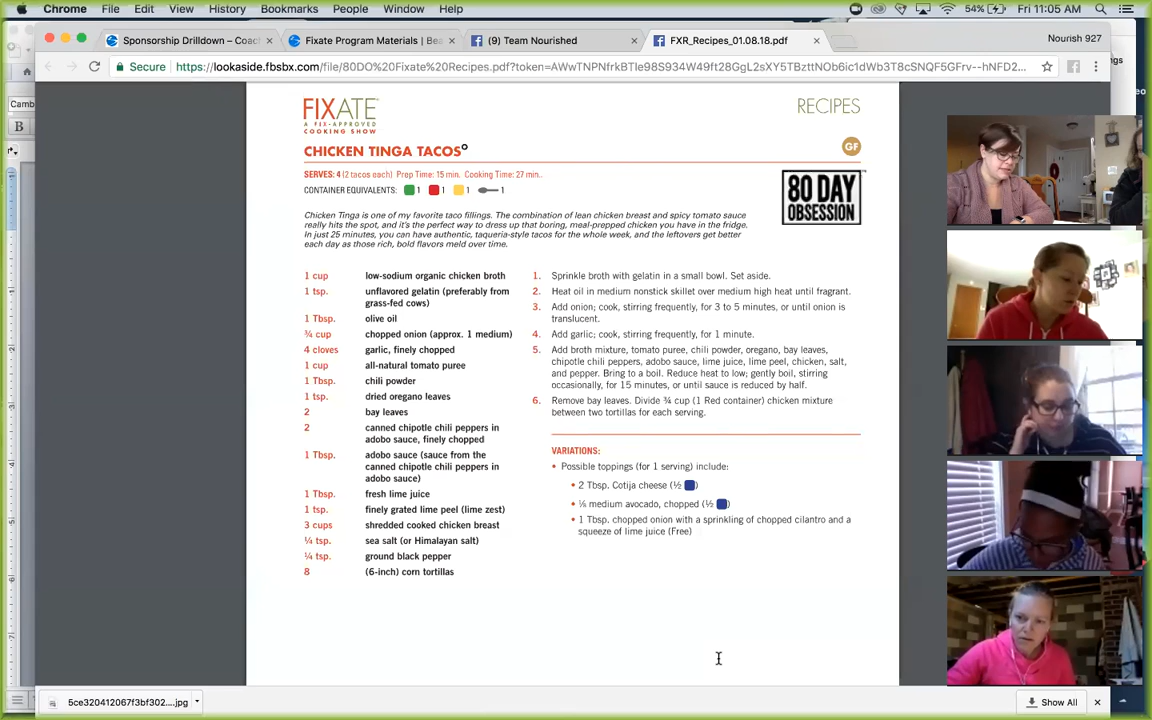 Chrome File Edit View History Bookmarks People Window Help 54% Fri 11:05 AM
Sponsorship Drilldown – Coach × Fixate Program Materials | Bea × (9) Team Nourished × FXR_Recipes_01.08.18.pdf × Nourish 927
Secure https://lookaside.fbsbx.com/file/80DO%20Fixate%20Recipes.pdf?token=
Camb
B
FIXATE
A FIX-APPROVED
COOKING SHOW
RECIPES
CHICKEN TINGA TACOS
GF
SERVES: 4 (2 tacos each) Prep Time: 15 min. Cooking Time: 27 min..
CONTAINER EQUIVALENTS: 1 1 1 1
80 DAY
OBSESSION
Chicken Tinga is one of my favorite taco fillings. The combination of lean chicken breast and spicy tomato sauce
really hits the spot, and it's the perfect way to dress up that boring, meal-prepped chicken you have in the fridge.
In just 25 minutes, you can have authentic, taqueria-style tacos for the whole week, and the leftovers get better
each day as those rich, bold flavors meld over time.
1 cup low-sodium organic chicken broth
1 tsp. unflavored gelatin (preferably from
grass-fed cows)
1 Tbsp. olive oil
¾ cup chopped onion (approx. 1 medium)
4 cloves garlic, finely chopped
1 cup all-natural tomato puree
1 Tbsp. chili powder
1 tsp. dried oregano leaves
2 bay leaves
2 canned chipotle chili peppers in
adobo sauce, finely chopped
1 Tbsp. adobo sauce (sauce from the
canned chipotle chili peppers in
adobo sauce)
1 Tbsp. fresh lime juice
1 tsp. finely grated lime peel (lime zest)
3 cups shredded cooked chicken breast
¼ tsp. sea salt (or Himalayan salt)
¼ tsp. ground black pepper
8 (6-inch) corn tortillas
1. Sprinkle broth with gelatin in a small bowl. Set aside.
2. Heat oil in medium nonstick skillet over medium high heat until fragrant.
3. Add onion; cook, stirring frequently, for 3 to 5 minutes, or until onion is
translucent.
4. Add garlic; cook, stirring frequently, for 1 minute.
5. Add broth mixture, tomato puree, chili powder, oregano, bay leaves,
chipotle chili peppers, adobo sauce, lime juice, lime peel, chicken, salt,
and pepper. Bring to a boil. Reduce heat to low; gently boil, stirring
occasionally, for 15 minutes, or until sauce is reduced by half.
6. Remove bay leaves. Divide ¾ cup (1 Red container) chicken mixture
between two tortillas for each serving.
VARIATIONS:
• Possible toppings (for 1 serving) include:
• 2 Tbsp. Cotija cheese (½ )
• ⅛ medium avocado, chopped (½ )
• 1 Tbsp. chopped onion with a sprinkling of chopped cilantro and a
squeeze of lime juice (Free)
5ce320412067f3bf302....jpg
Show All